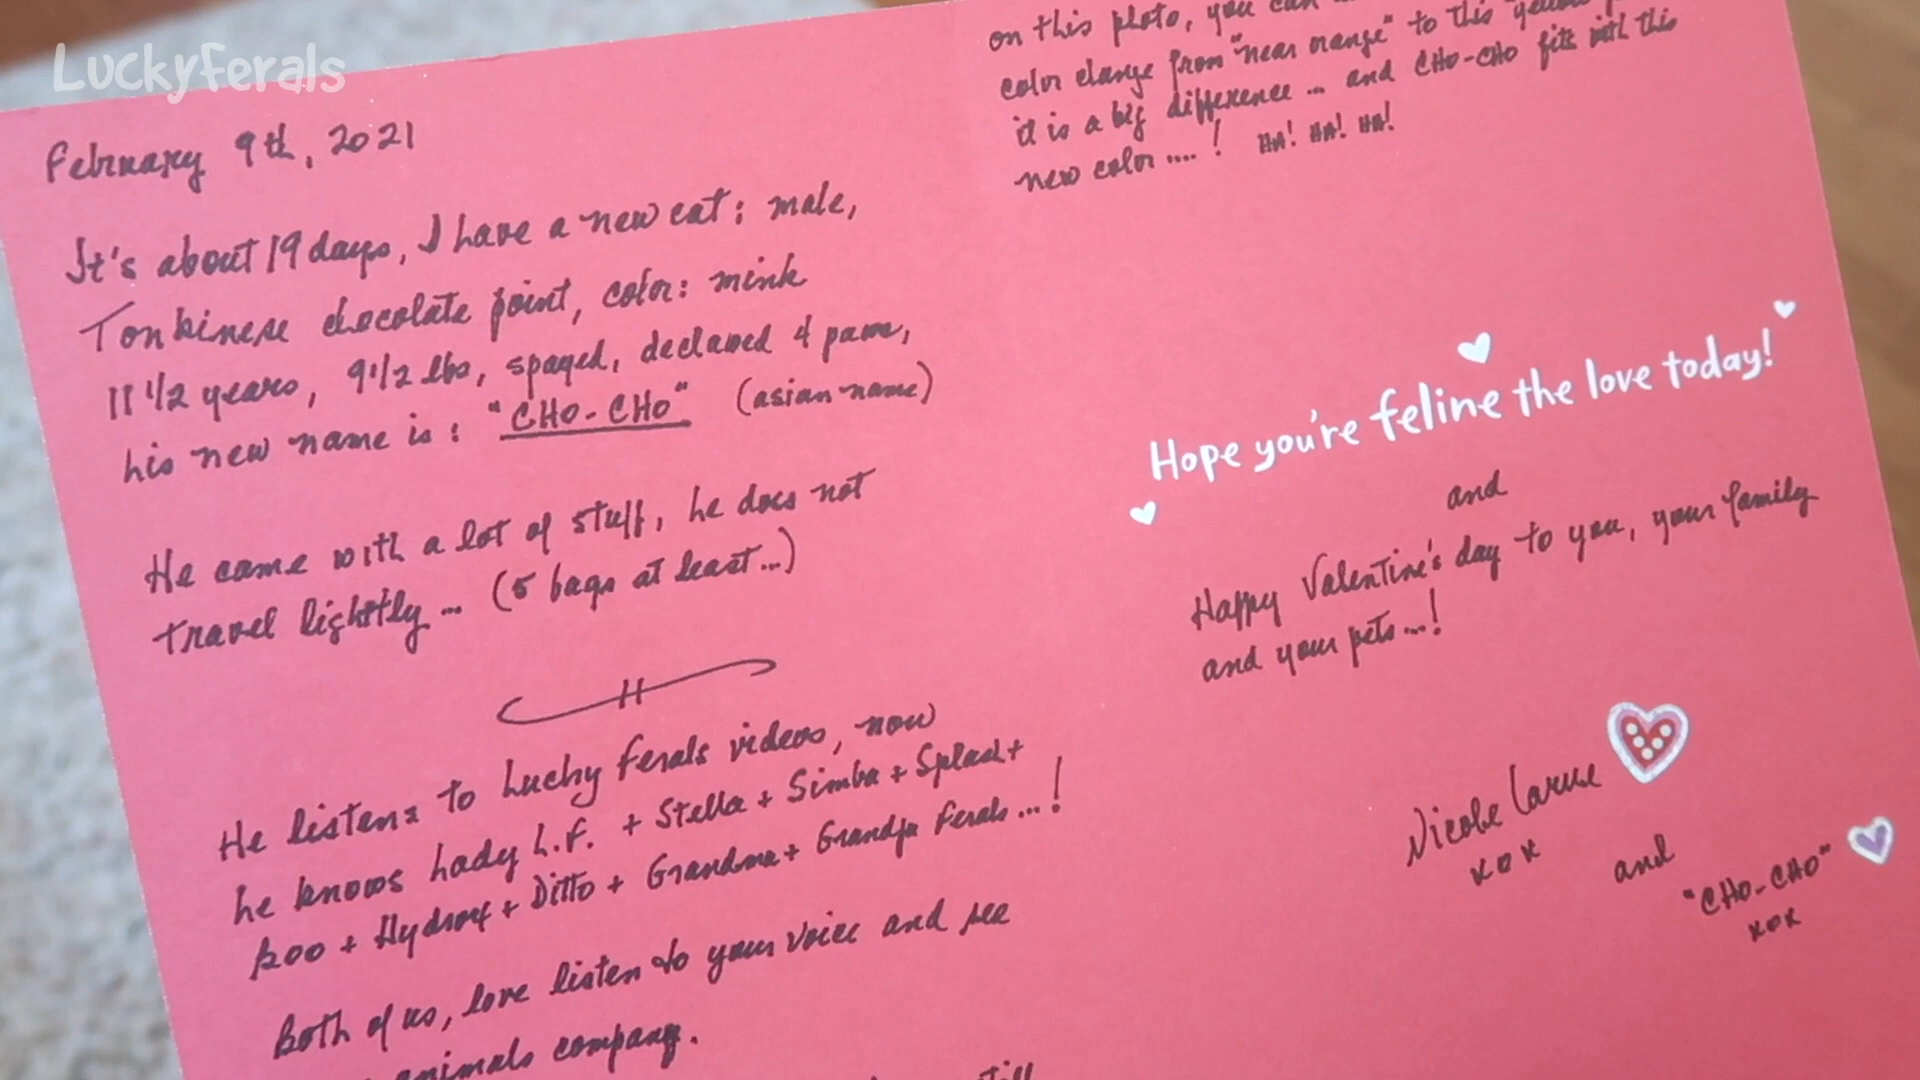 LuckyFerals
February 9th, 2021
It's about 19 days, I have a new cat: male,
Tonkinese chocolate point, color: mink
11 1/2 years, 9 1/2 lbs, spayed, declawed 4 paws,
his new name is: "CHO-CHO" (asian name)
He came with a lot of stuff, he does not
travel lightly... (5 bags at least...)
He listens to Lucky Ferals videos, now
he knows Lady L.F. + Stella + Simba + Splash +
Boo + Hydrox + Ditto + Grandma + Grandpa Ferals...!
Both of us, love listen to your voice and see
animals company.
still
on this photo, you can
color change from "near orange" to this yellow
it is a big difference... and CHO-CHO fits with this
new color....! HA! HA! HA!
Hope you're feline the love today!
and
Happy Valentine's day to you, your family
and your pets...!
Nicole Larue
xox
and
"CHO-CHO"
xox